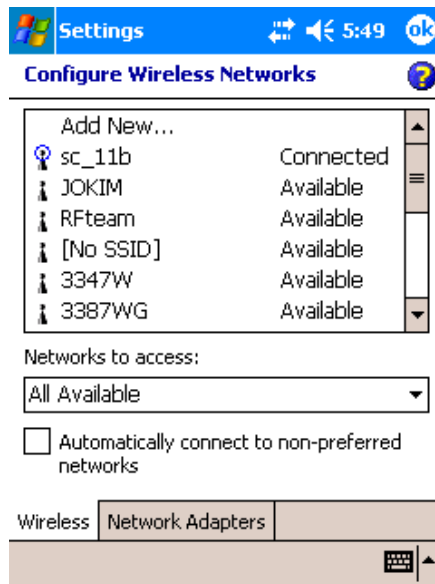 Settings 5:49 ok
Configure Wireless Networks ?
Add New...
sc_11b Connected
JOKIM Available
RFteam Available
[No SSID] Available
3347W Available
3387WG Available
Networks to access:
All Available
Automatically connect to non-preferred
networks
Wireless Network Adapters